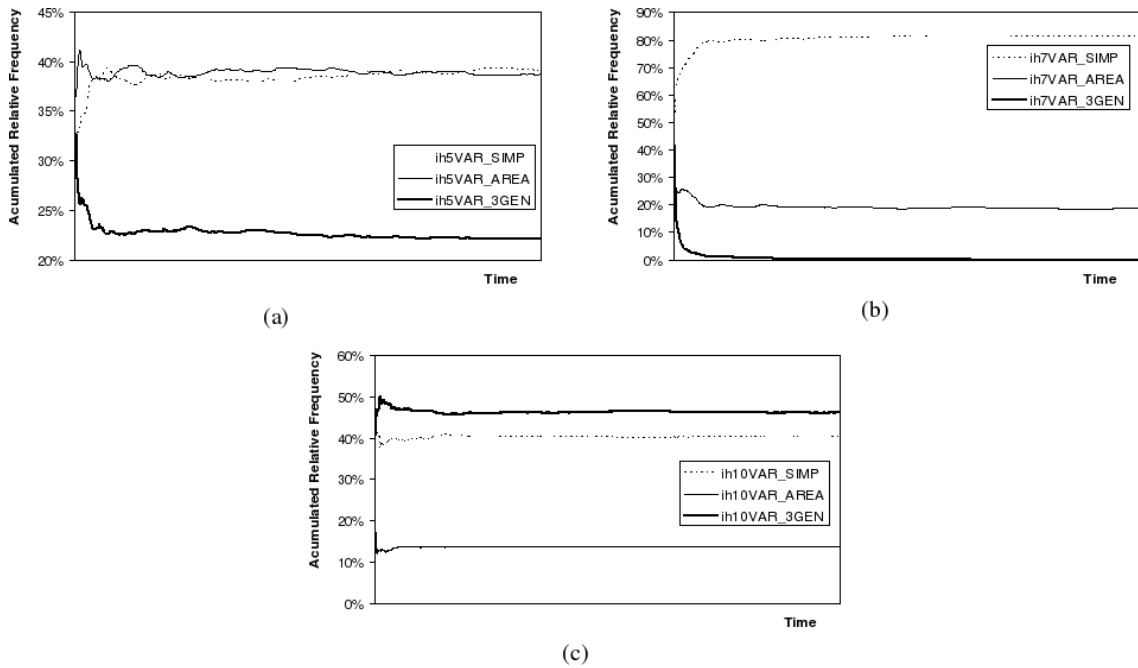 Acumulated Relative Frequency
45%
40%
35%
30%
25%
20%
ih5VAR_SIMP
ih5VAR_AREA
ih5VAR_3GEN
Time
(a)
Acumulated Relative Frequency
90%
80%
70%
60%
50%
40%
30%
20%
10%
0%
ih7VAR_SIMP
ih7VAR_AREA
ih7VAR_3GEN
Time
(b)
Acumulated Relative Frequency
60%
50%
40%
30%
20%
10%
0%
ih10VAR_SIMP
ih10VAR_AREA
ih10VAR_3GEN
Time
(c)